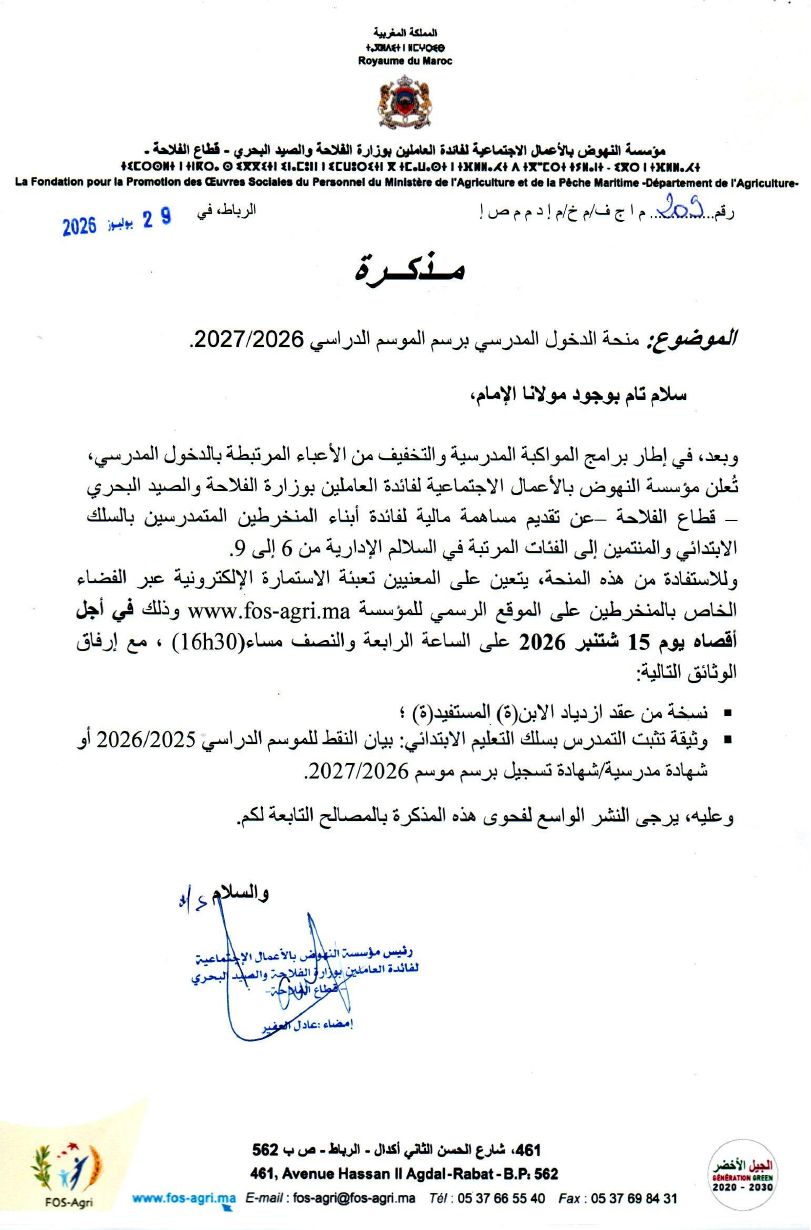 المملكة المغربية
ⵜⴰⴳⵍⴷⵉⵜ ⵏ ⵍⵎⵖⵔⵉⴱ
Royaume du Maroc
مؤسسة النهوض بالأعمال الاجتماعية لفائدة العاملين بوزارة الفلاحة والصيد البحري - قطاع الفلاحة -
La Fondation pour la Promotion des Œuvres Sociales du Personnel du Ministère de l'Agriculture et de la Pêche Maritime -Département de l'Agriculture-
رقم...209... م ا ج ف/م خ/م إ د م م ص إ
الرباط، في 29 يوليوز 2026
مـذكـرة
الموضوع: منحة الدخول المدرسي برسم الموسم الدراسي 2027/2026.
سلام تام بوجود مولانا الإمام،
وبعد، في إطار برامج المواكبة المدرسية والتخفيف من الأعباء المرتبطة بالدخول المدرسي،
تُعلن مؤسسة النهوض بالأعمال الاجتماعية لفائدة العاملين بوزارة الفلاحة والصيد البحري
– قطاع الفلاحة –عن تقديم مساهمة مالية لفائدة أبناء المنخرطين المتمدرسين بالسلك
الابتدائي والمنتمين إلى الفئات المرتبة في السلالم الإدارية من 6 إلى 9.
وللاستفادة من هذه المنحة، يتعين على المعنيين تعبئة الاستمارة الإلكترونية عبر الفضاء
الخاص بالمنخرطين على الموقع الرسمي للمؤسسة www.fos-agri.ma وذلك في أجل
أقصاه يوم 15 شتنبر 2026 على الساعة الرابعة والنصف مساء(16h30) ، مع إرفاق
الوثائق التالية:
▪ نسخة من عقد ازدياد الابن(ة) المستفيد(ة) ؛
▪ وثيقة تثبت التمدرس بسلك التعليم الابتدائي: بيان النقط للموسم الدراسي 2026/2025 أو
شهادة مدرسية/شهادة تسجيل برسم موسم 2027/2026.
وعليه، يرجى النشر الواسع لفحوى هذه المذكرة بالمصالح التابعة لكم.
والسلام
رئيس مؤسسة النهوض بالأعمال الإجتماعية
لفائدة العاملين بوزارة الفلاحة والصيد البحري
-قطاع الفلاحة-
إمضاء :عادل العفير
461، شارع الحسن الثاني أكدال - الرباط - ص ب 562
461, Avenue Hassan II Agdal-Rabat - B.P: 562
www.fos-agri.ma E-mail : fos-agri@fos-agri.ma Tél : 05 37 66 55 40 Fax : 05 37 69 84 31
FOS-Agri
الجيل الأخضر
GÉNÉRATION GREEN
2020 - 2030